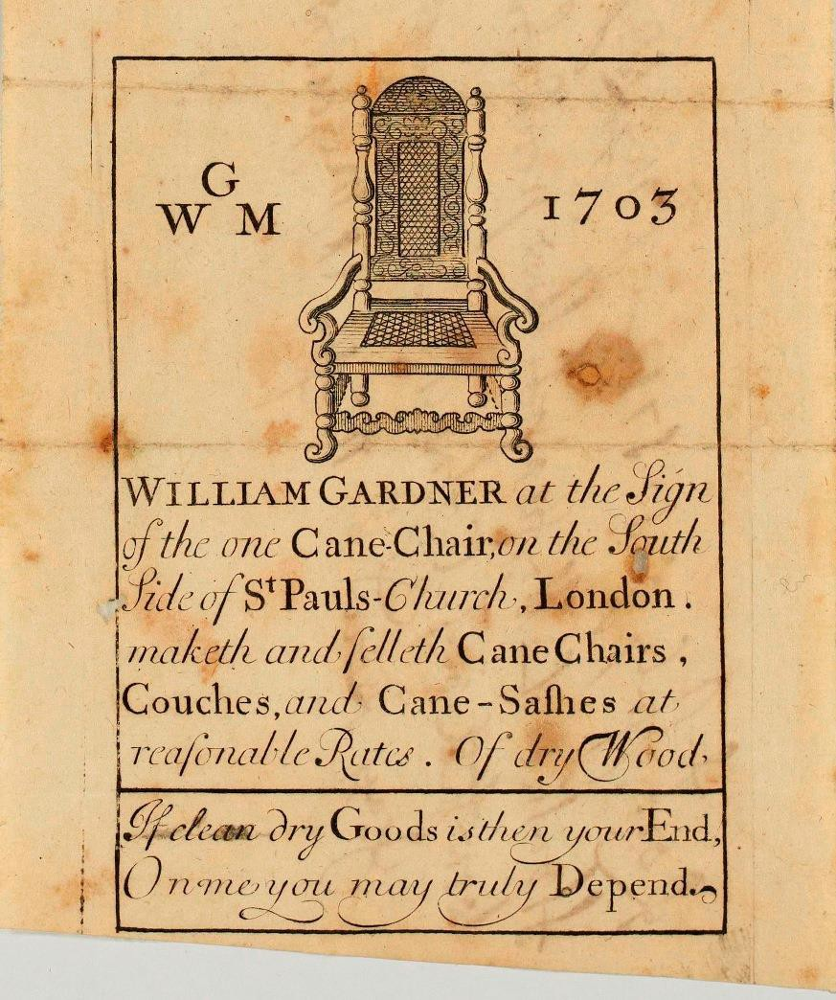 G
W M
1703
WILLIAM GARDNER at the Sign
of the one Cane-Chair, on the South
Side of St Pauls-Church, London.
maketh and ſelleth Cane Chairs,
Couches, and Cane-Saſhes at
reaſonable Rates. Of dry Wood
If clean dry Goods is then your End,
On me you may truly Depend.